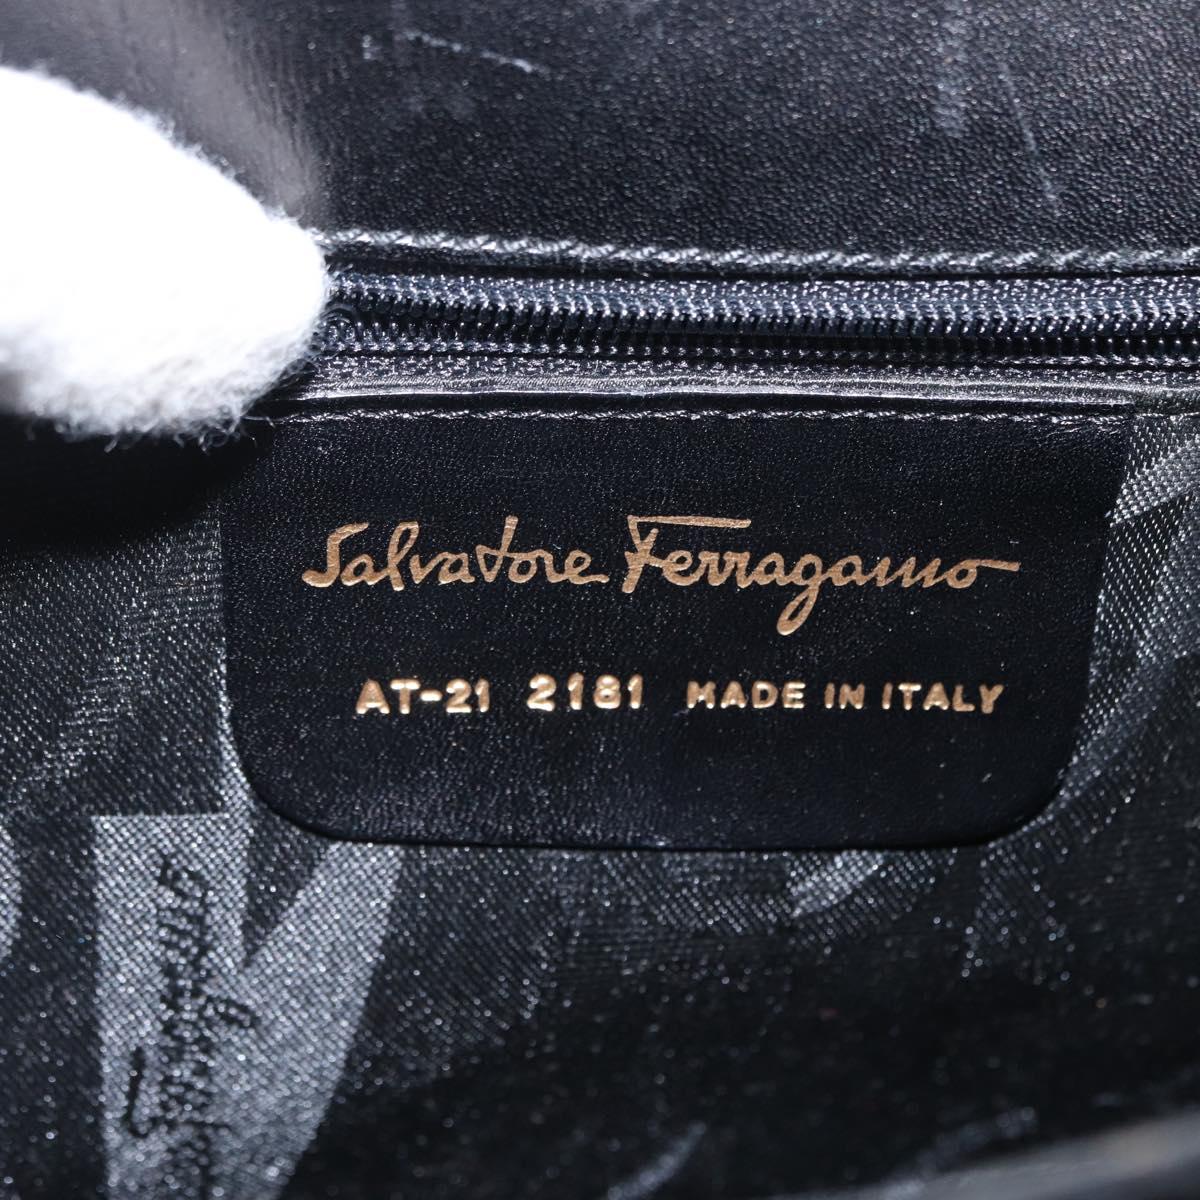 Salvatore Ferragamo
AT-21 2181 MADE IN ITALY